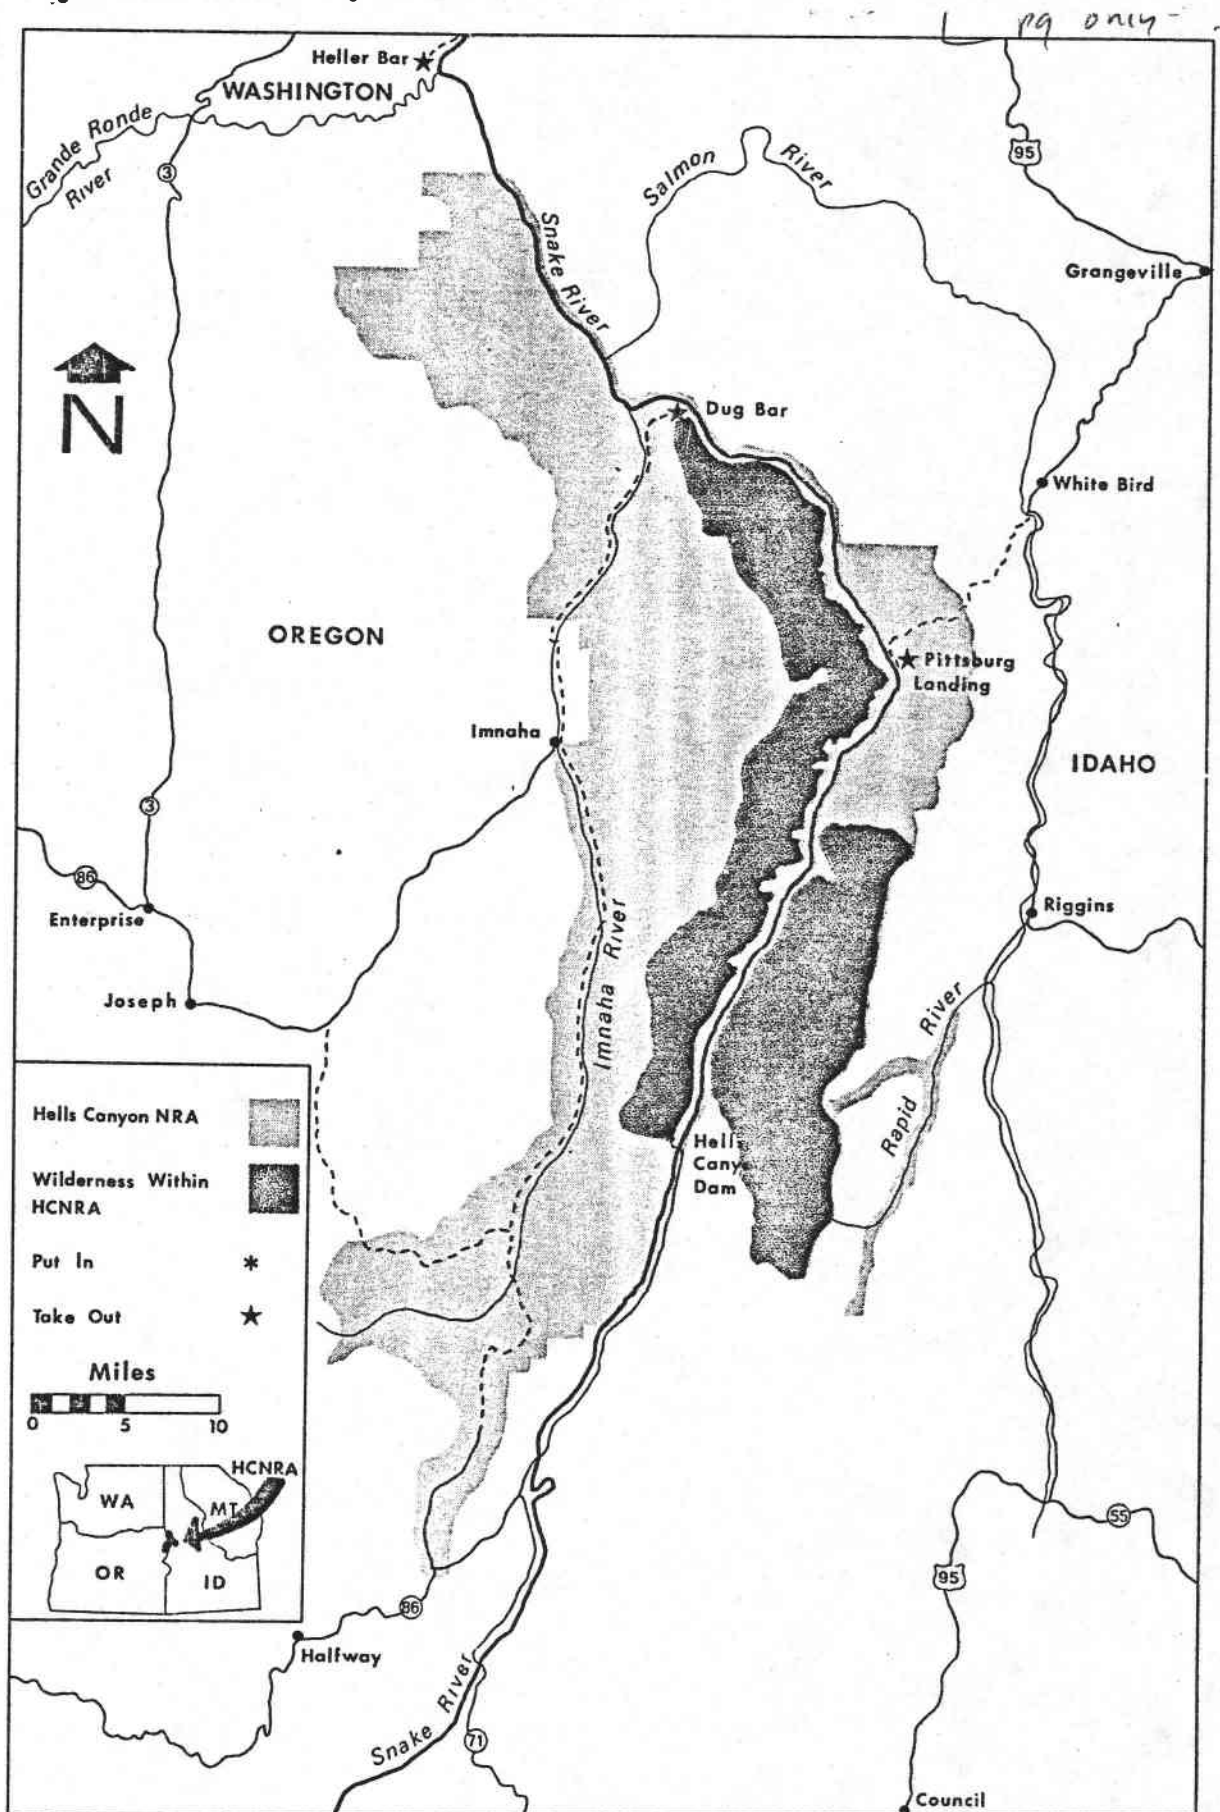 pg only -
Heller Bar
WASHINGTON
Grande Ronde
River
3
Salmon River
95
Snake River
Grangeville
N
Dug Bar
White Bird
OREGON
Pittsburg
Landing
Imnaha
IDAHO
3
86
Enterprise
Riggins
Imnaha River
Joseph
Rapid River
Hells Canyon NRA
Wilderness Within
HCNRA
Put In
Take Out
Miles
0 5 10
HCNRA
WA
MT
OR
ID
Hells
Cany
Dam
55
95
86
Halfway
Snake River
71
Council